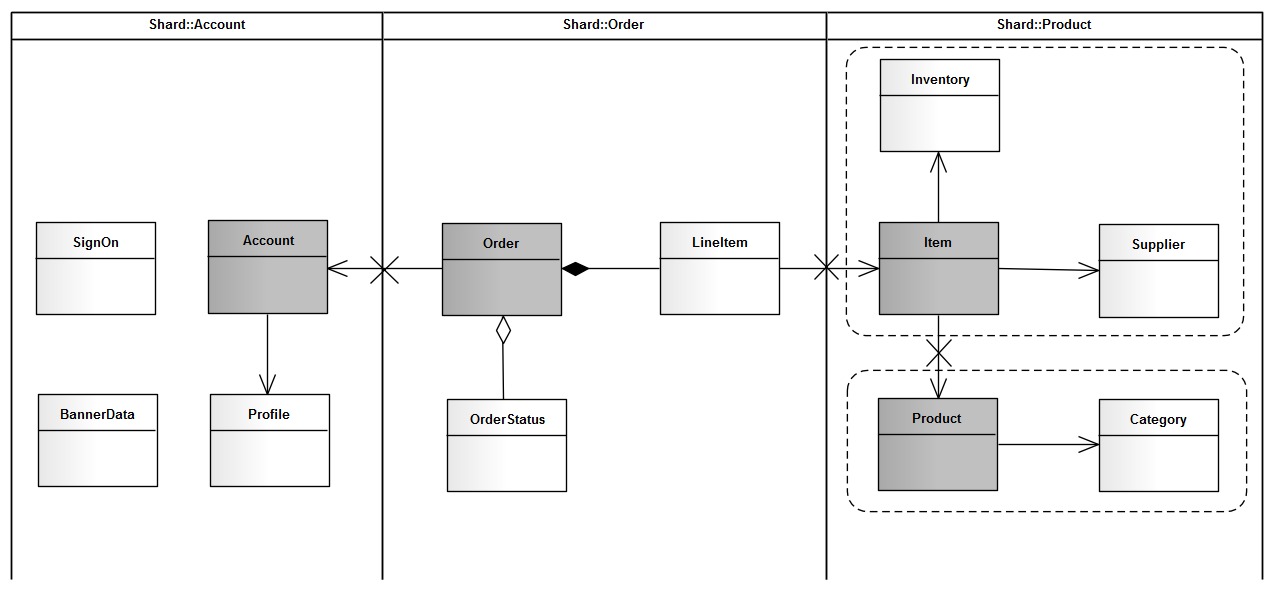 Shard::Account
Shard::Order
Shard::Product
Inventory
SignOn
Account
Order
LineItem
Item
Supplier
BannerData
Profile
OrderStatus
Product
Category